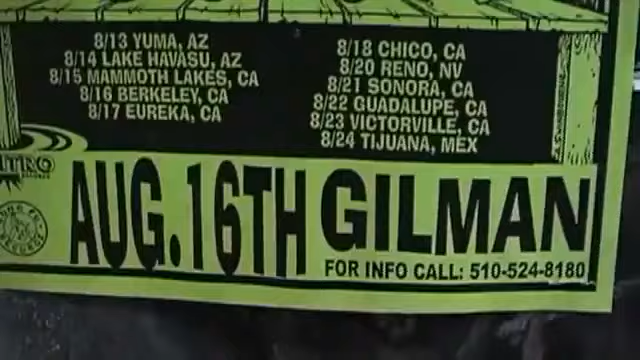 8/13 YUMA, AZ
8/14 LAKE HAVASU, AZ
8/15 MAMMOTH LAKES, CA
8/16 BERKELEY, CA
8/17 EUREKA, CA
8/18 CHICO, CA
8/20 RENO, NV
8/21 SONORA, CA
8/22 GUADALUPE, CA
8/23 VICTORVILLE, CA
8/24 TIJUANA, MEX
AUG. 16TH GILMAN
FOR INFO CALL: 510-524-8180